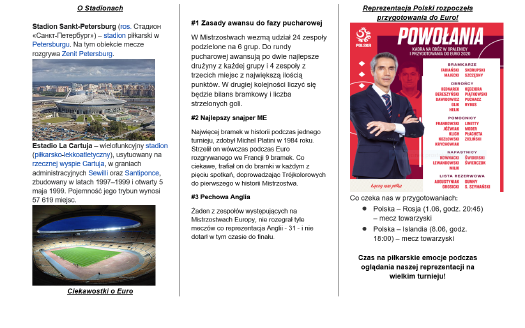 O Stadionach
Stadion Sankt-Petersburg (ros. Стадион
«Санкт-Петербург») – stadion piłkarski w
Petersburgu. Na tym obiekcie mecze
rozgrywa Zenit Petersburg.
Estadio La Cartuja – wielofunkcyjny stadion
(piłkarsko-lekkoatletyczny), usytuowany na
rzecznej wyspie Cartuja, w granicach
administracyjnych Sewilli oraz Santiponce,
zbudowany w latach 1997–1999 i otwarty 5
maja 1999. Pojemność jego trybun wynosi
57 619 miejsc.
Ciekawostki o Euro
#1 Zasady awansu do fazy pucharowej
W Mistrzostwach wezmą udział 24 zespoły
podzielone na 6 grup. Do rundy
pucharowej awansują po dwie najlepsze
drużyny z każdej grupy i 4 zespoły z
trzecich miejsc z największą ilością
punktów. W drugiej kolejności liczyć się
będzie bilans bramkowy i liczba
strzelonych goli.
#2 Najlepszy snajper ME
Najwięcej bramek w historii podczas jednego
turnieju, zdobył Michel Platini w 1984 roku.
Strzelił on wówczas podczas Euro
rozgrywanego we Francji 9 bramek. Co
ciekawe, trafiał on do bramki w każdym z
pięciu spotkań, doprowadzając Trójkolorowych
do pierwszego w historii Mistrzostwa.
#3 Pechowa Anglia
Żaden z zespołów występujących na
Mistrzostwach Europy, nie rozegrał tylu
meczów co reprezentacja Anglii - 31 - i nie
dotarł w tym czasie do finału.
Reprezentacja Polski rozpoczęła
przygotowania do Euro!
POWOŁANIA
KADRA NA OBÓZ W OPALENICY
I PRZYGOTOWANIA DO EURO 2020
BRAMKARZE
FABIAŃSKI SKORUPSKI
MAJECKI SZCZĘSNY
OBROŃCY
BEDNAREK KĘDZIORA
BERESZYŃSKI PIĄTKOWSKI
DAWIDOWICZ PUCHACZ
GLIK RYBUS
HELIK
POMOCNICY
FRANKOWSKI LINETTY
JÓŹWIAK MODER
KLICH PŁACHETA
KOZŁOWSKI ZIELIŃSKI
KRYCHOWIAK
NAPASTNICY
KOWNACKI ŚWIDERSKI
LEWANDOWSKI ŚWIERCZOK
MILIK
LISTA REZERWOWA
AUGUSTYNIAK GUMNY
GROSICKI S. SZYMAŃSKI
Łączy nas piłka
Co czeka nas w przygotowaniach:
● Polska – Rosja (1.06, godz. 20:45)
– mecz towarzyski
● Polska – Islandia (8.06, godz.
18:00) – mecz towarzyski
Czas na piłkarskie emocje podczas
oglądania naszej reprezentacji na
wielkim turnieju!